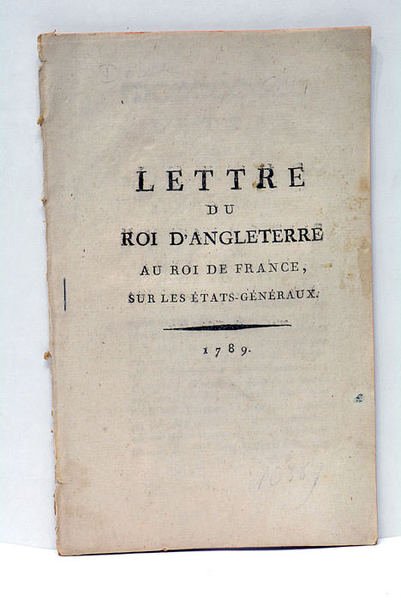 LETTRE
DU
ROI D'ANGLETERRE
AU ROI DE FRANCE,
SUR LES ÉTATS-GÉNÉRAUX.
1789.